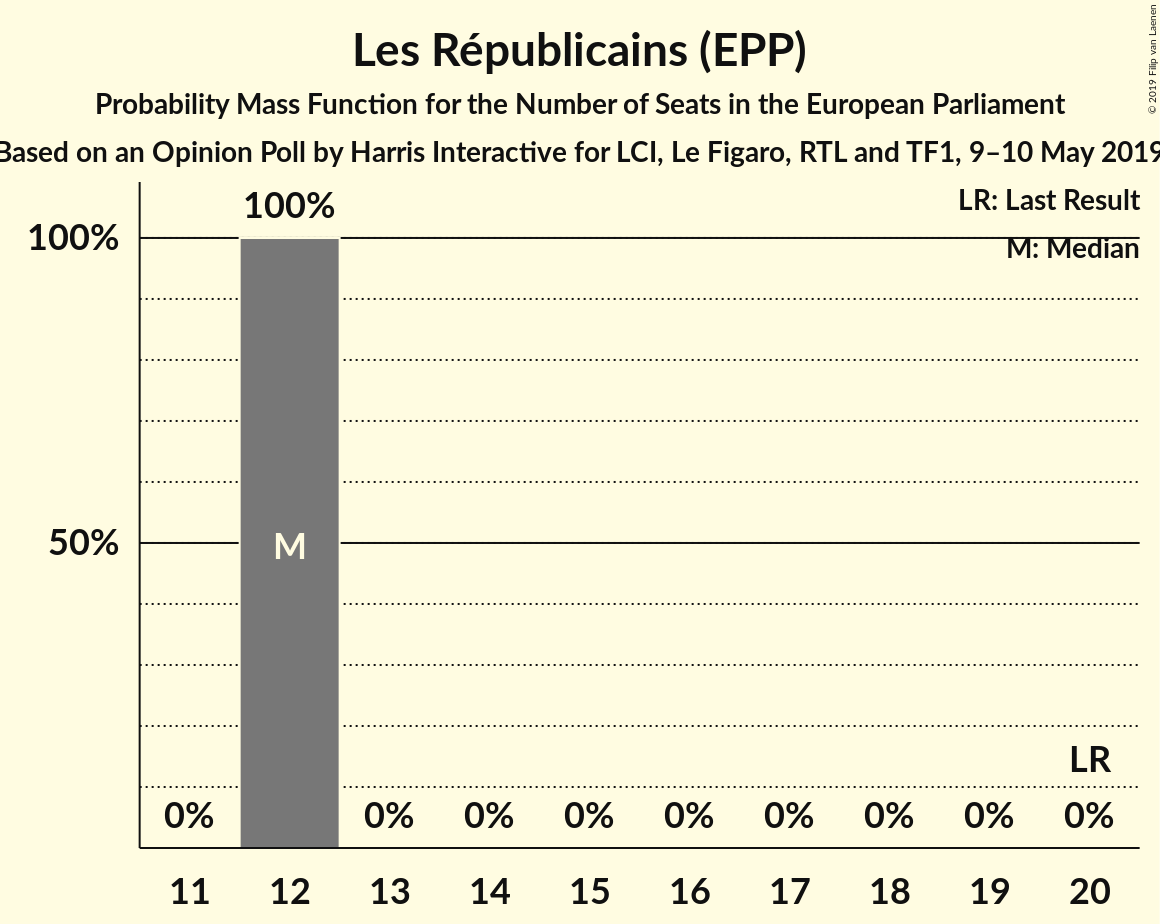 Les Républicains (EPP)
Probability Mass Function for the Number of Seats in the European Parliament
Based on an Opinion Poll by Harris Interactive for LCI, Le Figaro, RTL and TF1, 9–10 May 2019
© 2019 Filip van Laenen
LR: Last Result
M: Median
100%
100%
50%
M
LR
0% 0% 0% 0% 0% 0% 0% 0% 0%
11 12 13 14 15 16 17 18 19 20